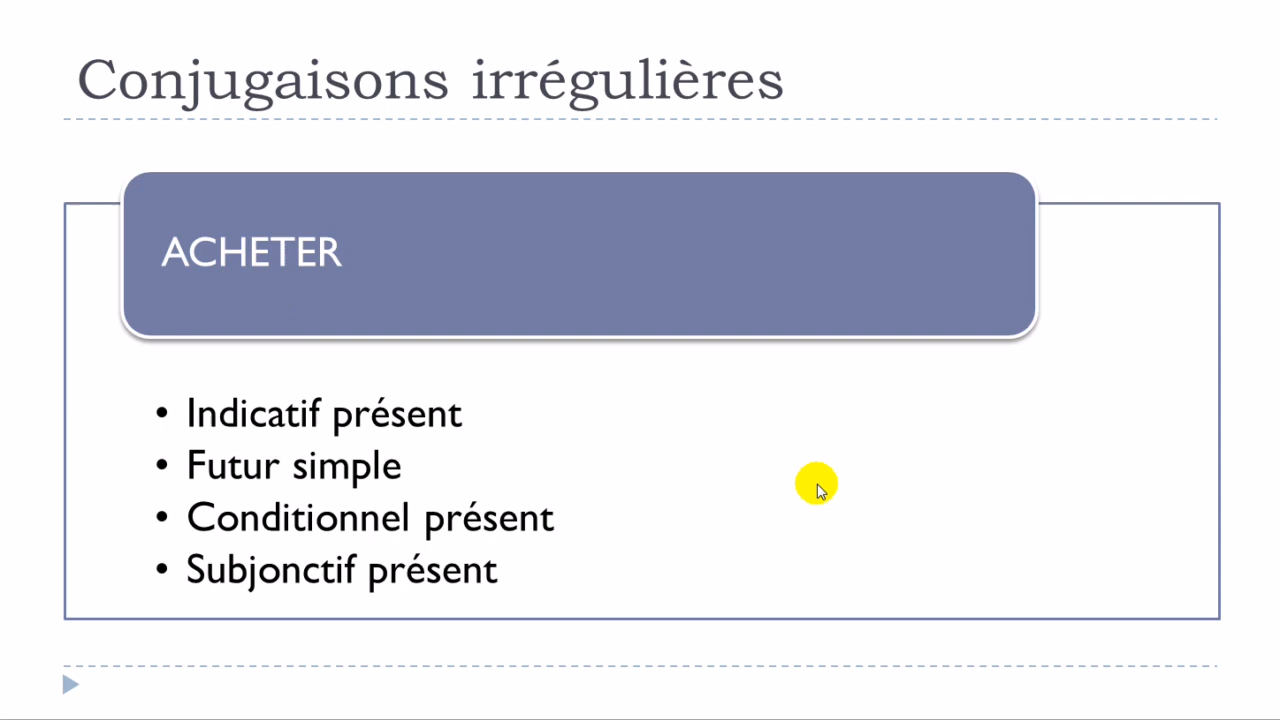 Conjugaisons irrégulières
ACHETER
• Indicatif présent
• Futur simple
• Conditionnel présent
• Subjonctif présent